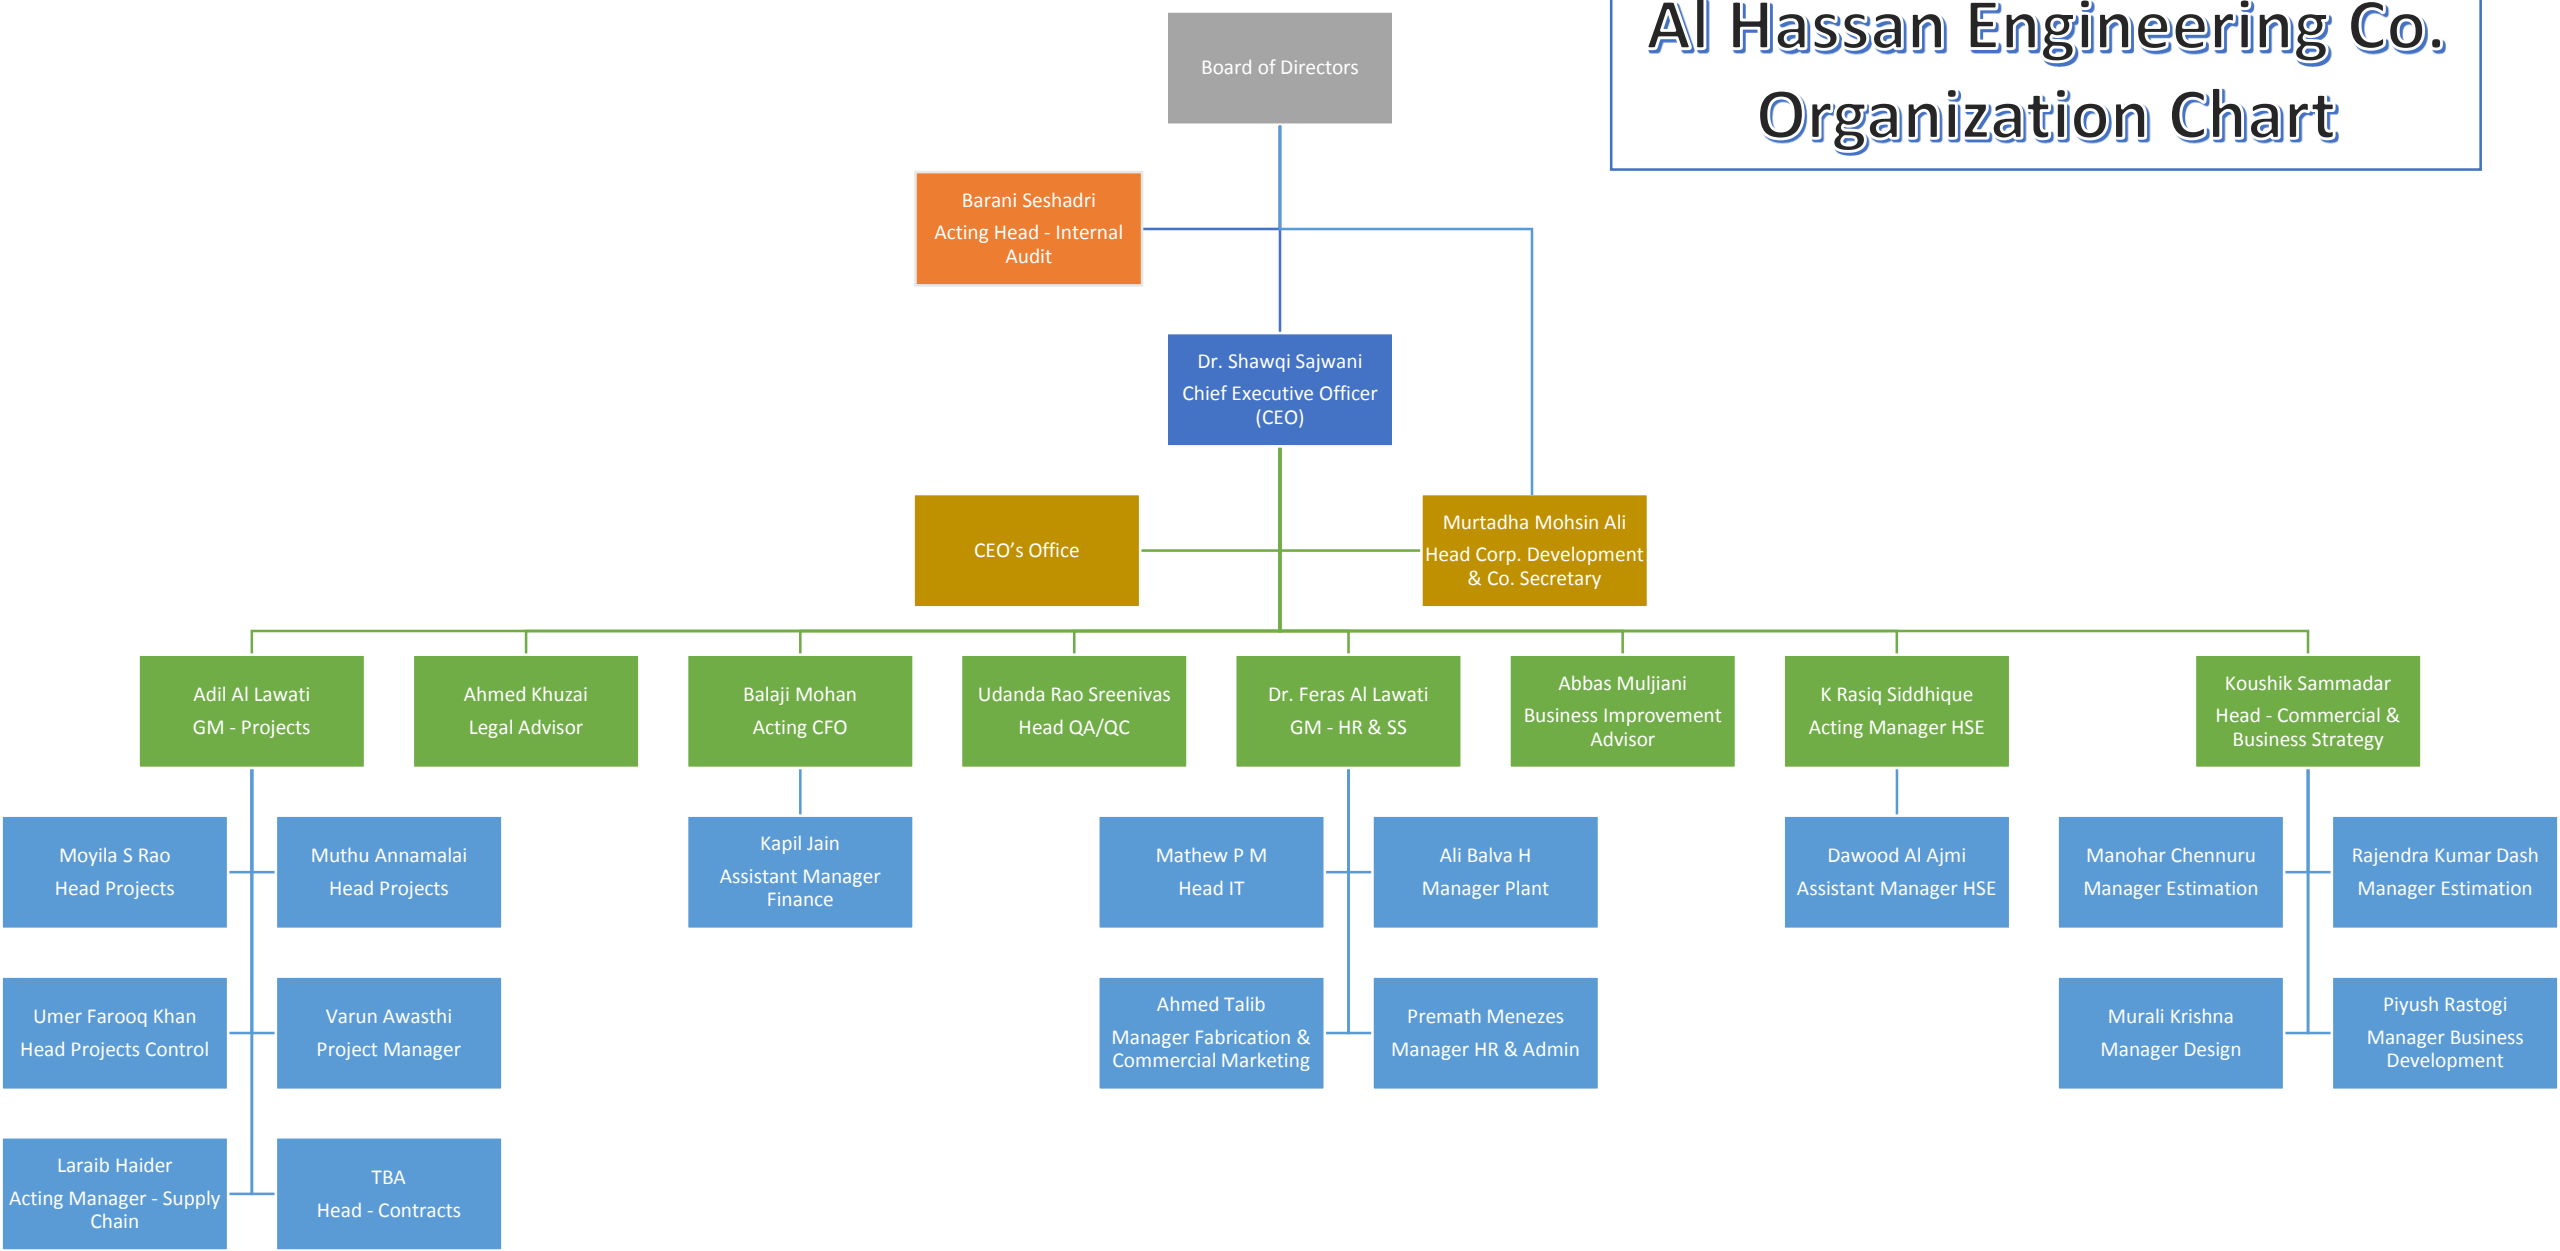 Al Hassan Engineering Co.
Organization Chart
Board of Directors
Barani Seshadri
Acting Head - Internal
Audit
Dr. Shawqi Sajwani
Chief Executive Officer
(CEO)
CEO's Office
Murtadha Mohsin Ali
Head Corp. Development
& Co. Secretary
Adil Al Lawati
GM - Projects
Ahmed Khuzai
Legal Advisor
Balaji Mohan
Acting CFO
Udanda Rao Sreenivas
Head QA/QC
Dr. Feras Al Lawati
GM - HR & SS
Abbas Muljiani
Business Improvement
Advisor
K Rasiq Siddhique
Acting Manager HSE
Koushik Sammadar
Head - Commercial &
Business Strategy
Moyila S Rao
Head Projects
Muthu Annamalai
Head Projects
Kapil Jain
Assistant Manager
Finance
Mathew P M
Head IT
Ali Balva H
Manager Plant
Dawood Al Ajmi
Assistant Manager HSE
Manohar Chennuru
Manager Estimation
Rajendra Kumar Dash
Manager Estimation
Umer Farooq Khan
Head Projects Control
Varun Awasthi
Project Manager
Ahmed Talib
Manager Fabrication &
Commercial Marketing
Premath Menezes
Manager HR & Admin
Murali Krishna
Manager Design
Piyush Rastogi
Manager Business
Development
Laraib Haider
Acting Manager - Supply
Chain
TBA
Head - Contracts